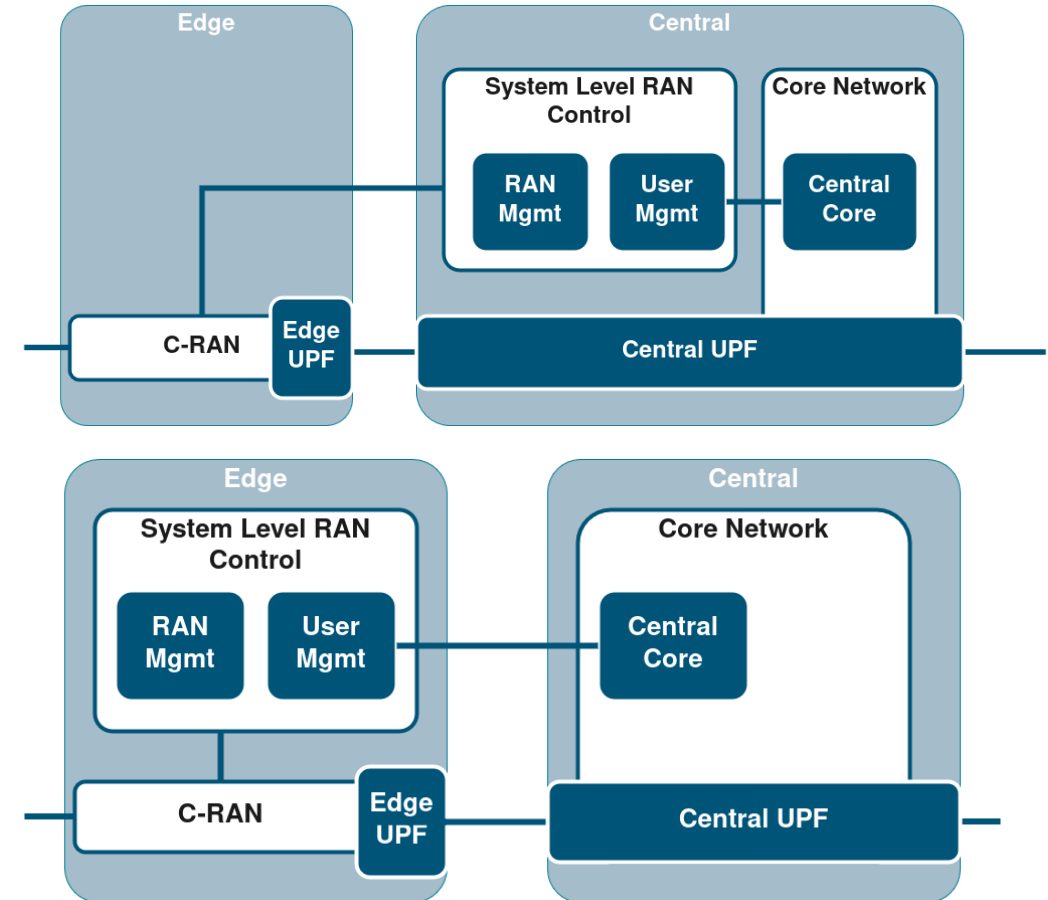 Edge
Central
System Level RAN
Control
Core Network
RAN
Mgmt
User
Mgmt
Central
Core
C-RAN
Edge
UPF
Central UPF
Edge
Central
System Level RAN
Control
Core Network
RAN
Mgmt
User
Mgmt
Central
Core
C-RAN
Edge
UPF
Central UPF